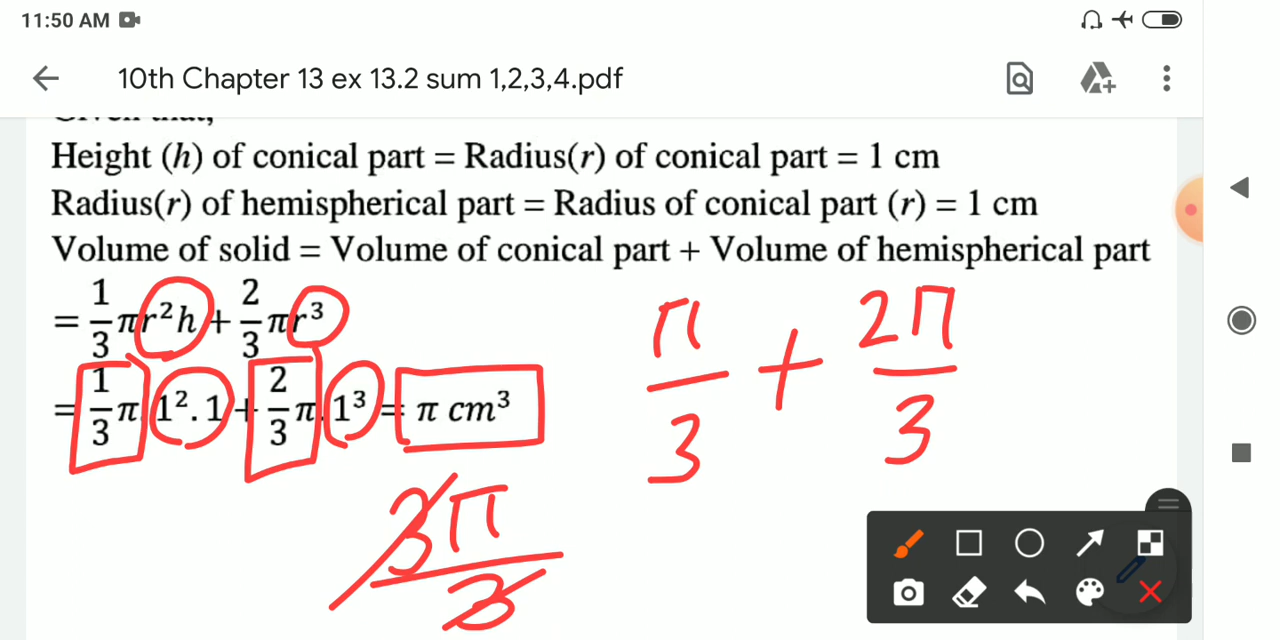 11:50 AM
10th Chapter 13 ex 13.2 sum 1,2,3,4.pdf
Given that,
Height (h) of conical part = Radius(r) of conical part = 1 cm
Radius(r) of hemispherical part = Radius of conical part (r) = 1 cm
Volume of solid = Volume of conical part + Volume of hemispherical part
= 1/3 πr²h + 2/3 πr³
= 1/3 π.1².1 + 2/3 π.1³ = π cm³
π/3 + 2π/3
3π/3